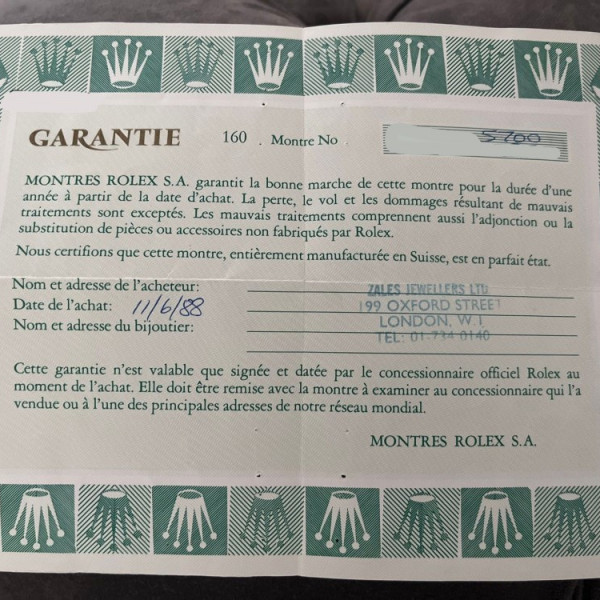 GARANTIE 160 . Montre No 5700
MONTRES ROLEX S.A. garantit la bonne marche de cette montre pour la durée d'une
année à partir de la date d'achat. La perte, le vol et les dommages résultant de mauvais
traitements sont exceptés. Les mauvais traitements comprennent aussi l'adjonction ou la
substitution de pièces ou accessoires non fabriqués par Rolex.
Nous certifions que cette montre, entièrement manufacturée en Suisse, est en parfait état.
Nom et adresse de l'acheteur:
Date de l'achat: 11/6/88
Nom et adresse du bijoutier:
ZALES JEWELLERS LTD
199 OXFORD STREET
LONDON, W.1
TEL: 01-734 0140
Cette garantie n'est valable que signée et datée par le concessionnaire officiel Rolex au
moment de l'achat. Elle doit être remise avec la montre à examiner au concessionnaire qui l'a
vendue ou à l'une des principales adresses de notre réseau mondial.
MONTRES ROLEX S.A.